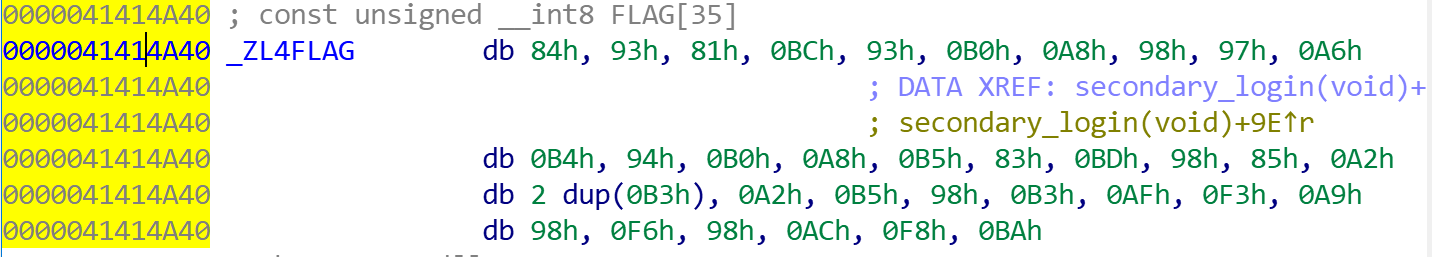 0000041414A40 ; const unsigned __int8 FLAG[35]
0000041414A40 _ZL4FLAG db 84h, 93h, 81h, 0BCh, 93h, 0B0h, 0A8h, 98h, 97h, 0A6h
0000041414A40 ; DATA XREF: secondary_login(void)+
0000041414A40 ; secondary_login(void)+9E↑r
0000041414A40 db 0B4h, 94h, 0B0h, 0A8h, 0B5h, 83h, 0BDh, 98h, 85h, 0A2h
0000041414A40 db 2 dup(0B3h), 0A2h, 0B5h, 98h, 0B3h, 0AFh, 0F3h, 0A9h
0000041414A40 db 98h, 0F6h, 98h, 0ACh, 0F8h, 0BAh